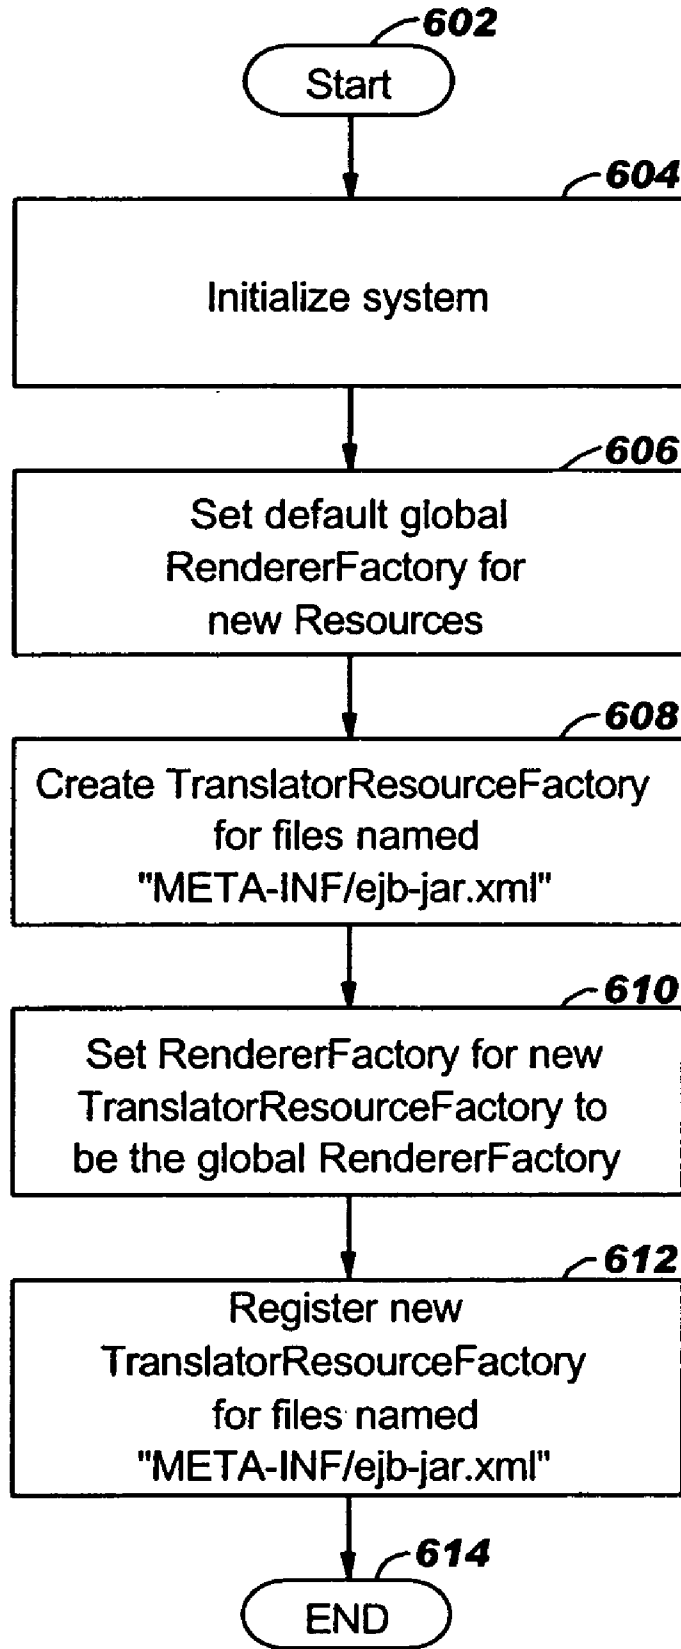 602
Start
604
Initialize system
606
Set default global
RendererFactory for
new Resources
608
Create TranslatorResourceFactory
for files named
"META-INF/ejb-jar.xml"
610
Set RendererFactory for new
TranslatorResourceFactory to
be the global RendererFactory
612
Register new
TranslatorResourceFactory
for files named
"META-INF/ejb-jar.xml"
614
END